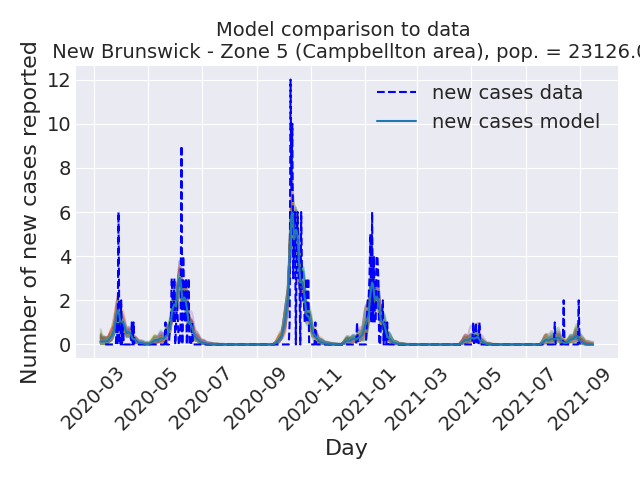 Model comparison to data
New Brunswick - Zone 5 (Campbellton area), pop. = 23126.0
new cases data
new cases model
Number of new cases reported
12
10
8
6
4
2
0
2020-03
2020-05
2020-07
2020-09
2020-11
2021-01
2021-03
2021-05
2021-07
2021-09
Day